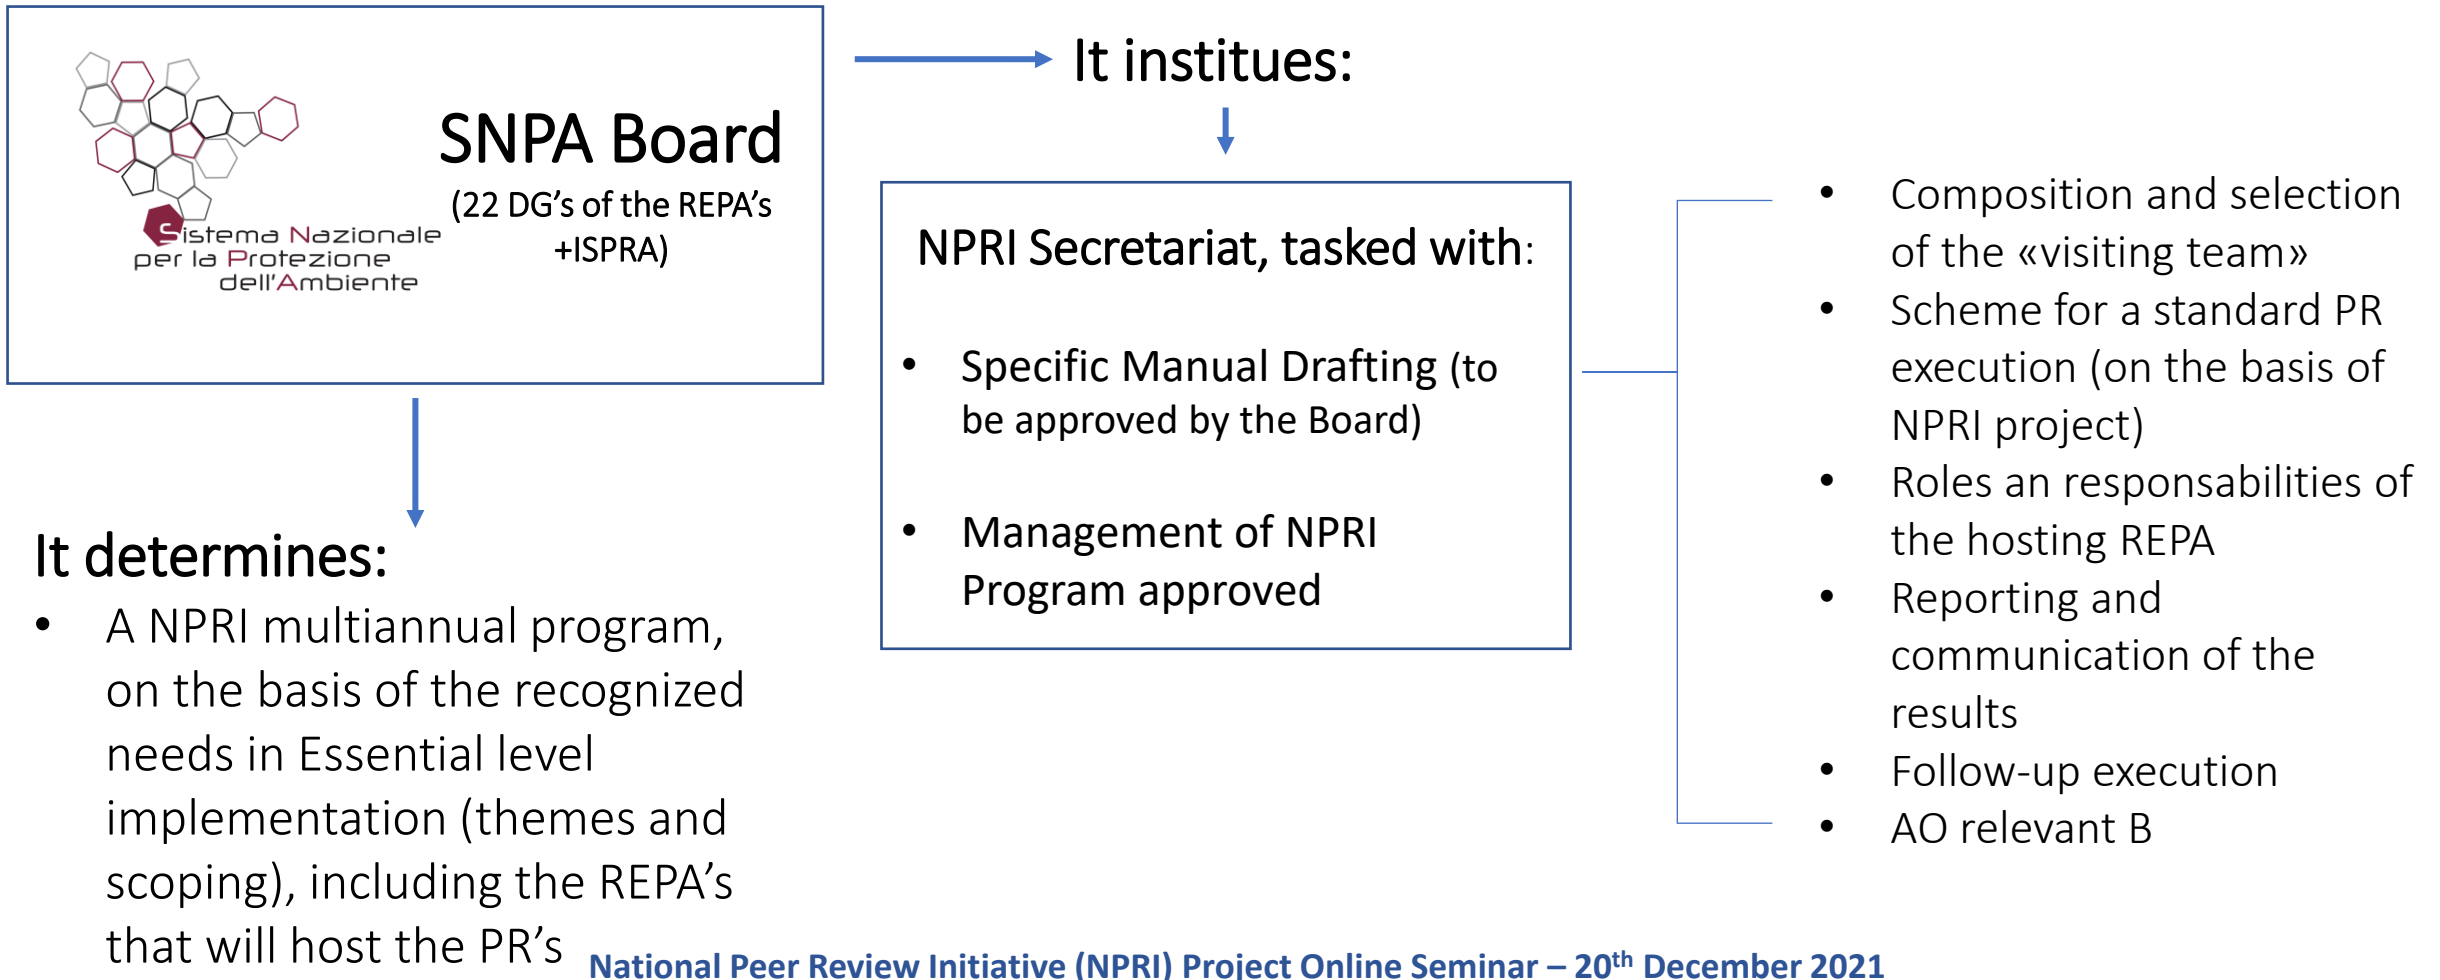 Sistema Nazionale
per la Protezione
dell'Ambiente
SNPA Board
(22 DG’s of the REPA’s
+ISPRA)
It institues:
NPRI Secretariat, tasked with:
• Specific Manual Drafting (to
be approved by the Board)
• Management of NPRI
Program approved
• Composition and selection
of the «visiting team»
• Scheme for a standard PR
execution (on the basis of
NPRI project)
• Roles an responsabilities of
the hosting REPA
• Reporting and
communication of the
results
• Follow-up execution
• AO relevant B
It determines:
• A NPRI multiannual program,
on the basis of the recognized
needs in Essential level
implementation (themes and
scoping), including the REPA’s
that will host the PR’s
National Peer Review Initiative (NPRI) Project Online Seminar – 20th December 2021